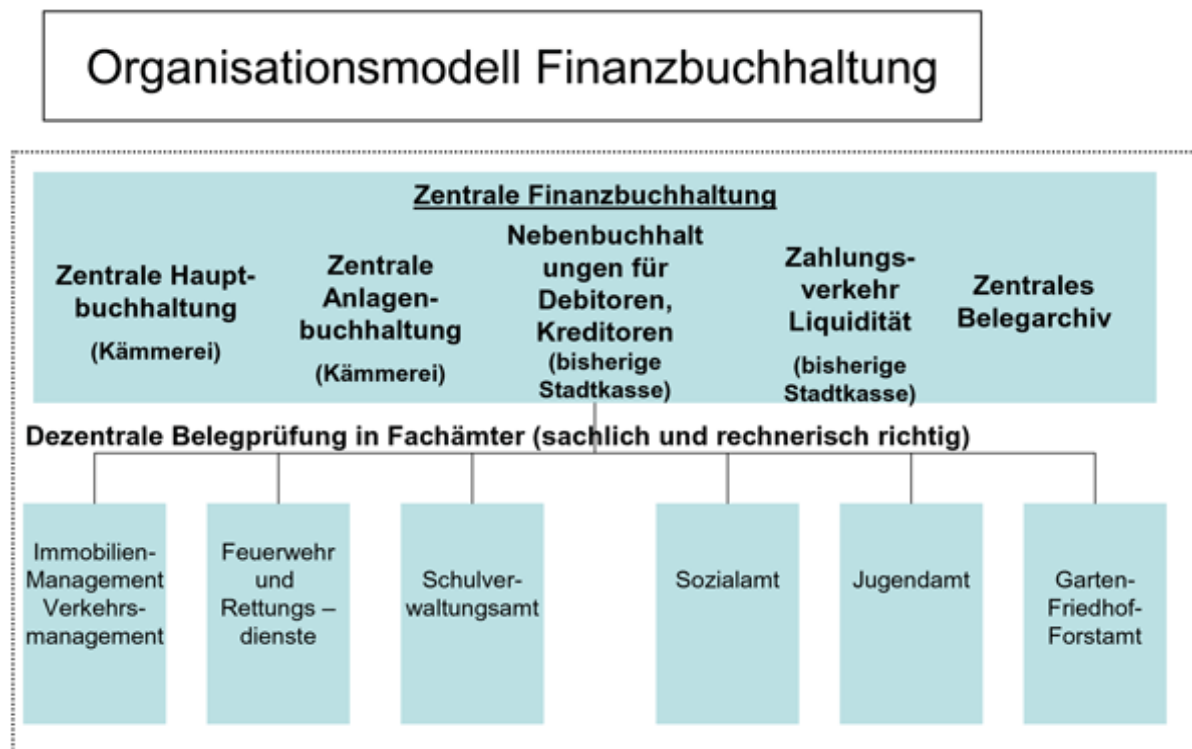 Organisationsmodell Finanzbuchhaltung
Zentrale Finanzbuchhaltung
Zentrale Haupt-
buchhaltung
(Kämmerei)
Zentrale
Anlagen-
buchhaltung
(Kämmerei)
Nebenbuchhalt
ungen für
Debitoren,
Kreditoren
(bisherige
Stadtkasse)
Zahlungs-
verkehr
Liquidität
(bisherige
Stadtkasse)
Zentrales
Belegarchiv
Dezentrale Belegprüfung in Fachämter (sachlich und rechnerisch richtig)
Immobilien-
Management
Verkehrs-
management
Feuerwehr
und
Rettungs –
dienste
Schulver-
waltungsamt
Sozialamt
Jugendamt
Garten-
Friedhof-
Forstamt